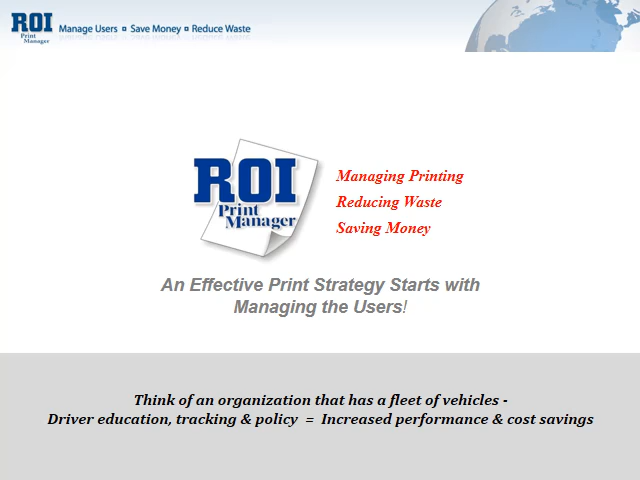 ROI
Print
Manager
Manage Users ¤ Save Money ¤ Reduce Waste
ROI
Print
Manager
Managing Printing
Reducing Waste
Saving Money
An Effective Print Strategy Starts with
Managing the Users!
Think of an organization that has a fleet of vehicles -
Driver education, tracking & policy = Increased performance & cost savings